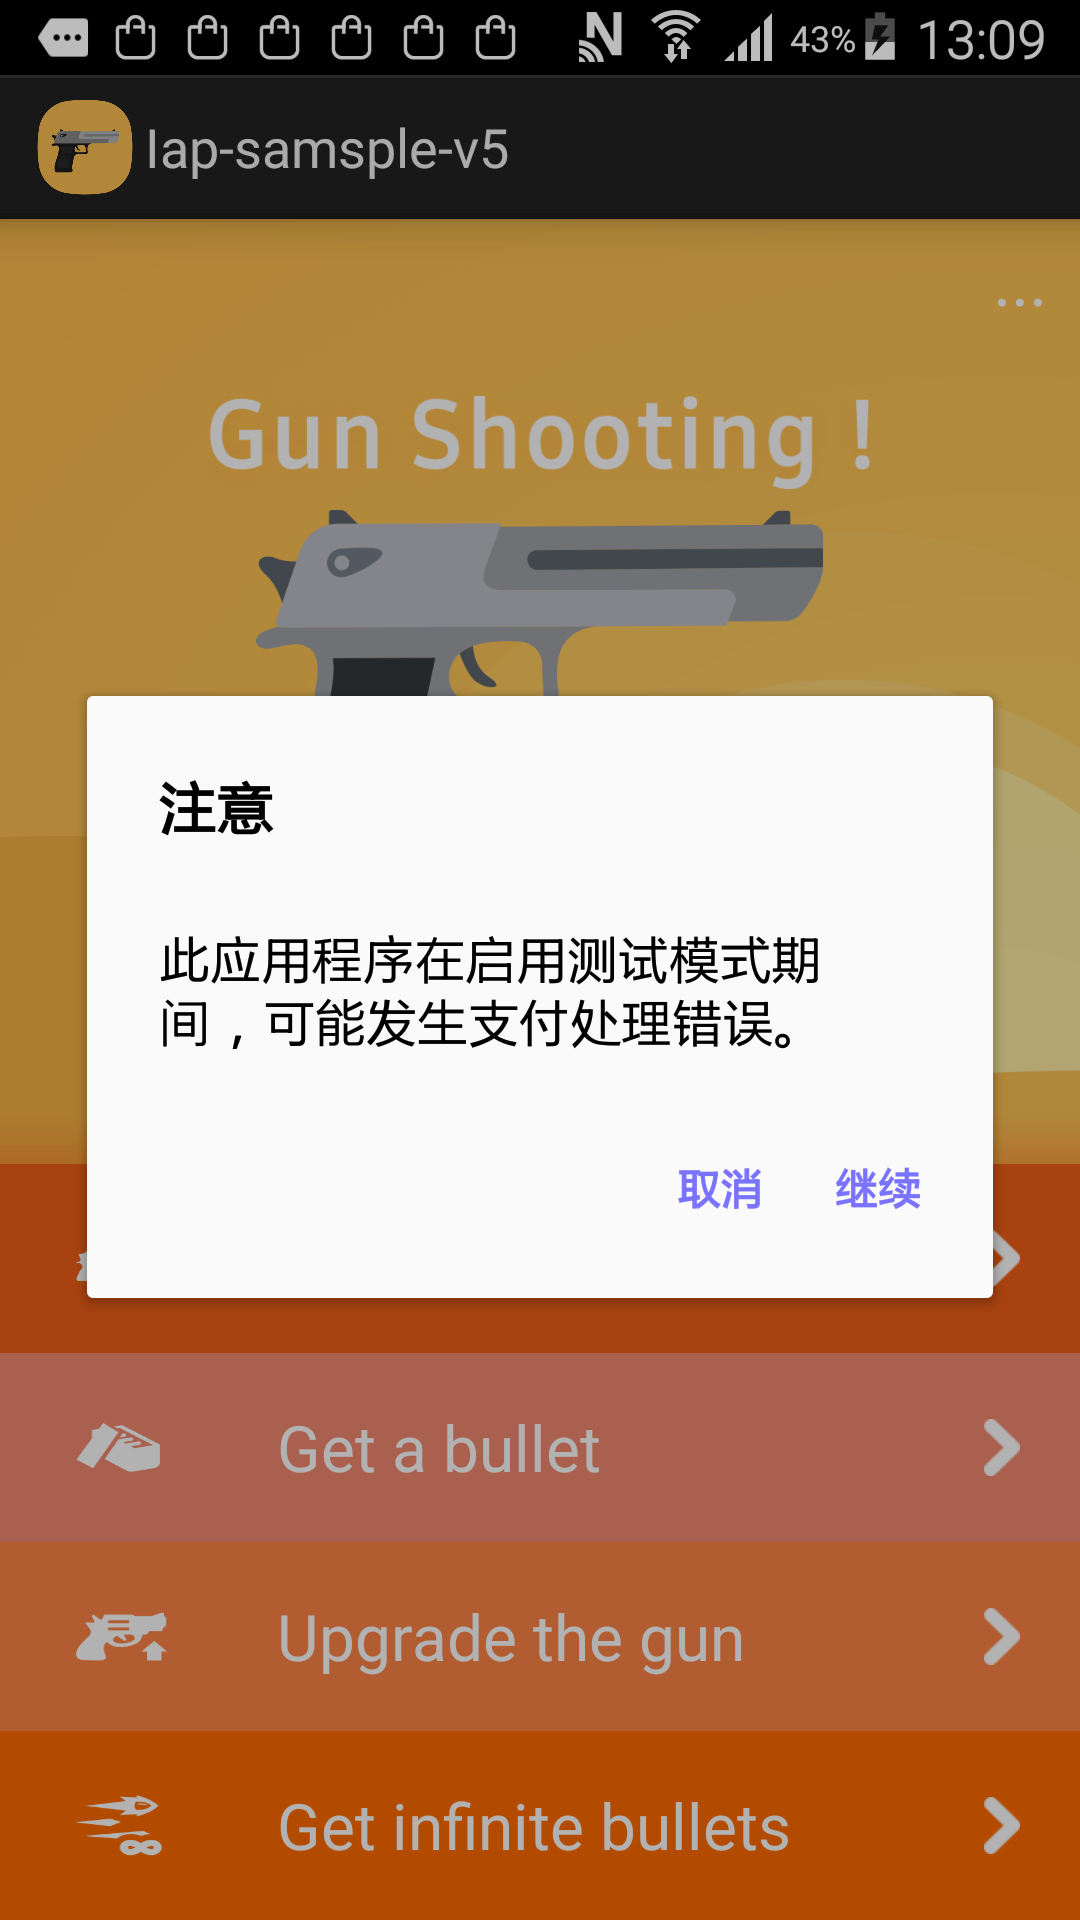 43% 13:09
Iap-samsple-v5
Gun Shooting !
注意
此应用程序在启用测试模式期
间，可能发生支付处理错误。
取消 继续
Get a bullet
Upgrade the gun
Get infinite bullets